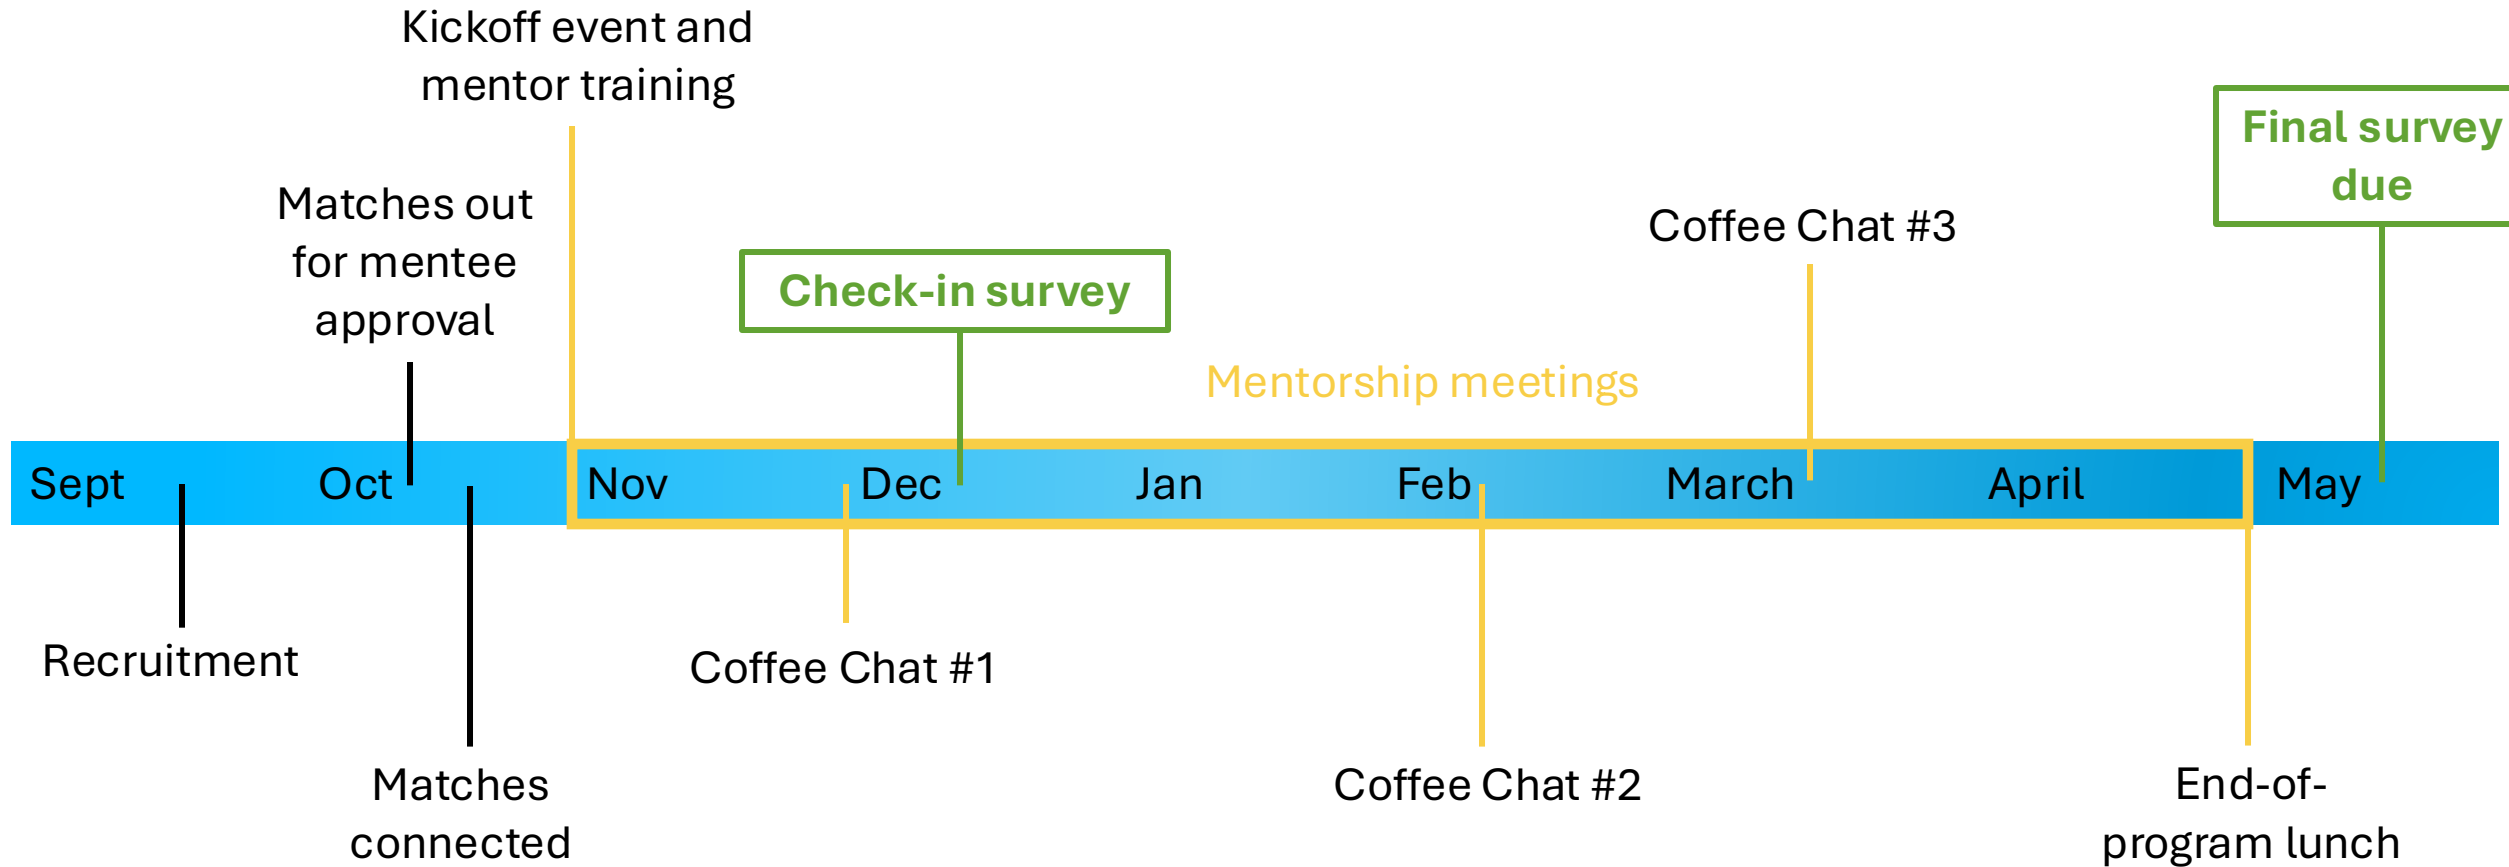 Kickoff event and
mentor training
Matches out
for mentee
approval
Check-in survey
Mentorship meetings
Coffee Chat #3
Final survey
due
Sept Oct Nov Dec Jan Feb March April May
Recruitment
Matches
connected
Coffee Chat #1
Coffee Chat #2
End-of-
program lunch